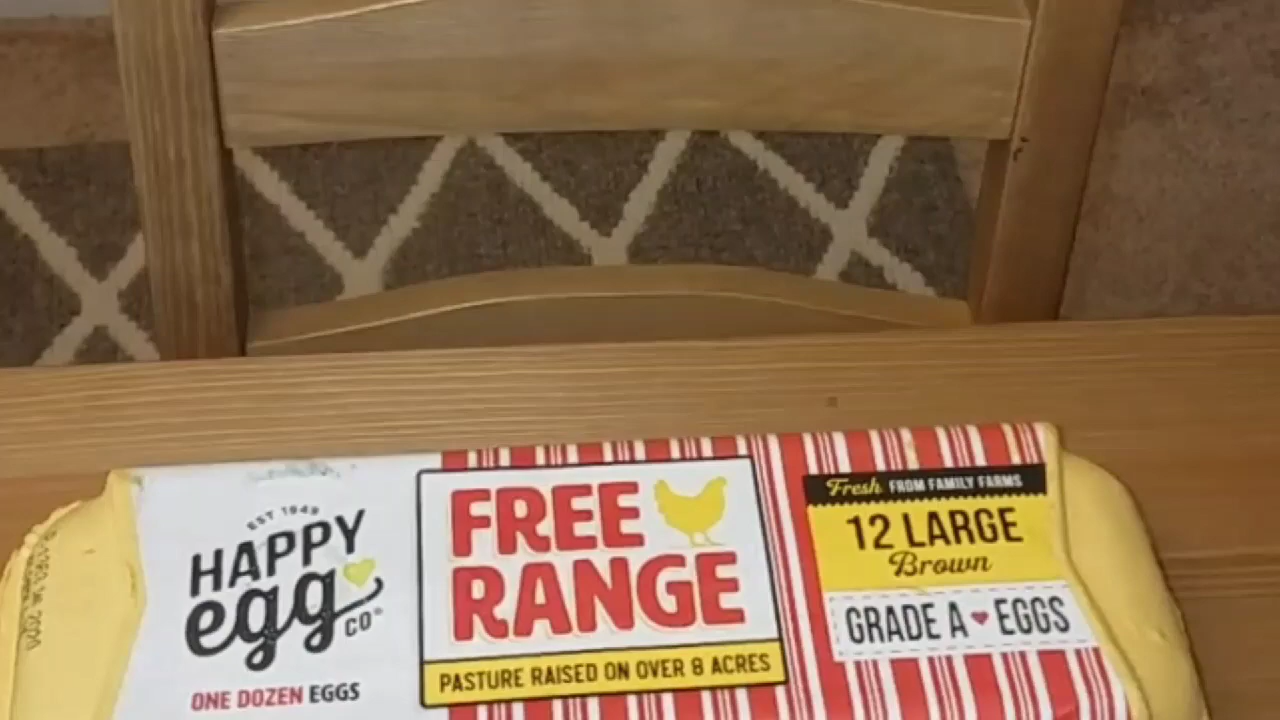 EST 1949
HAPPY
egg
CO®
ONE DOZEN EGGS
FREE
RANGE
PASTURE RAISED ON OVER 8 ACRES
Fresh FROM FAMILY FARMS
12 LARGE
Brown
GRADE A EGGS